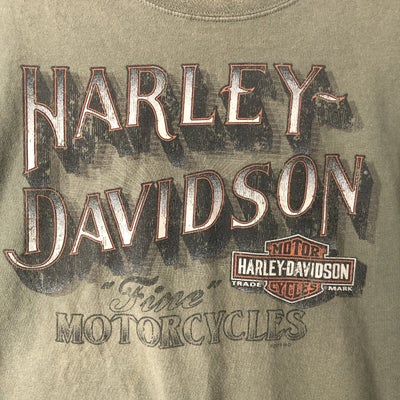 HARLEY-
DAVIDSON
MOTOR
HARLEY-DAVIDSON
TRADE MARK
CYCLES
"Fine"
MOTORCYCLES